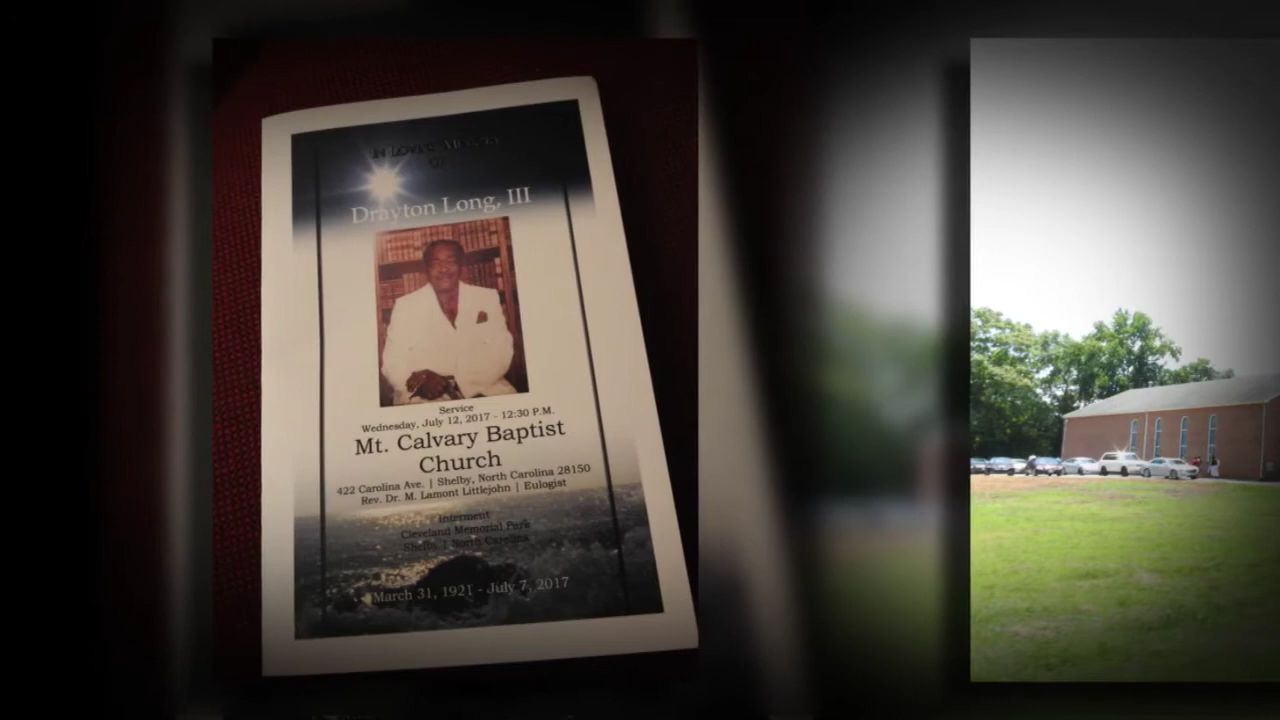 IN LOVING MEMORY
OF
Drayton Long, III
Service
Wednesday, July 12, 2017 - 12:30 P.M.
Mt. Calvary Baptist
Church
422 Carolina Ave. | Shelby, North Carolina 28150
Rev. Dr. M. Lamont Littlejohn | Eulogist
Interment
Cleveland Memorial Park
Shelby | North Carolina
March 31, 1921 - July 7, 2017